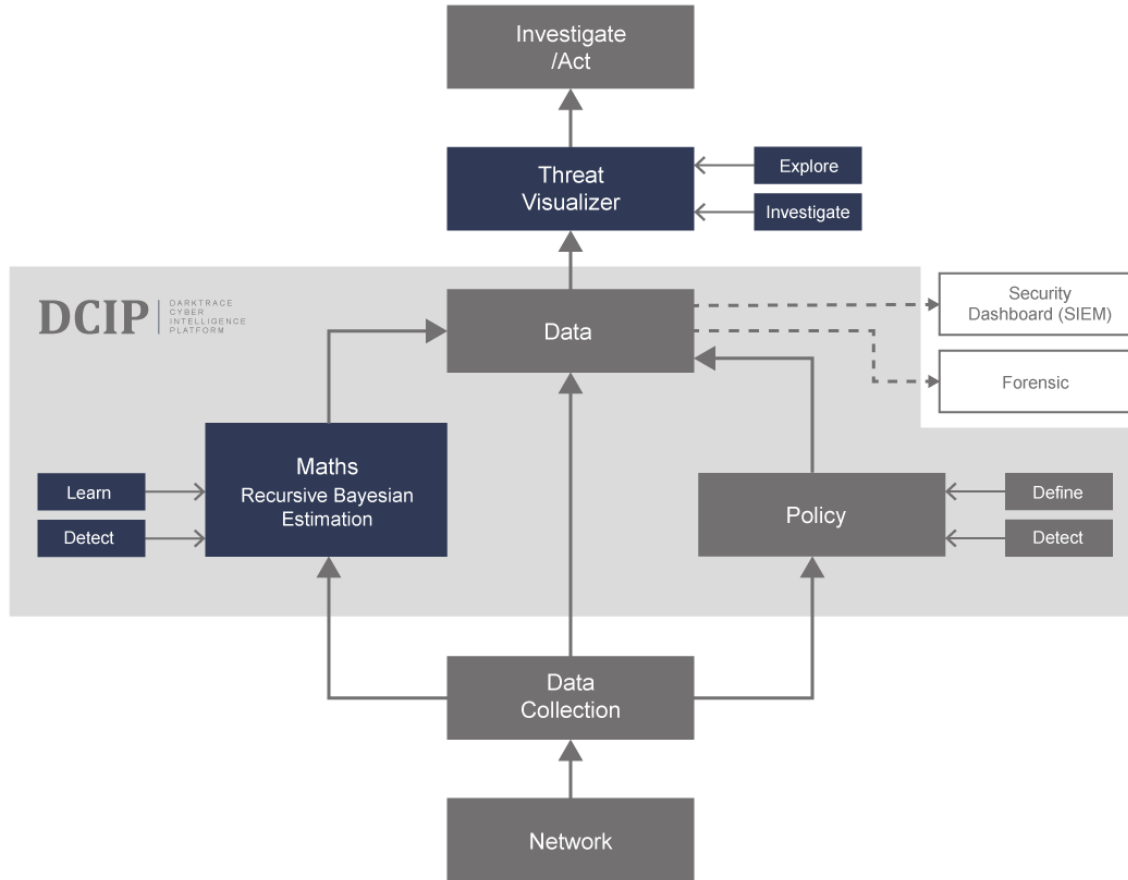 Investigate
/Act
Threat
Visualizer
Explore
Investigate
DCIP
DARKTRACE
CYBER
INTELLIGENCE
PLATFORM
Data
Security
Dashboard (SIEM)
Forensic
Maths
Recursive Bayesian
Estimation
Learn
Detect
Policy
Define
Detect
Data
Collection
Network